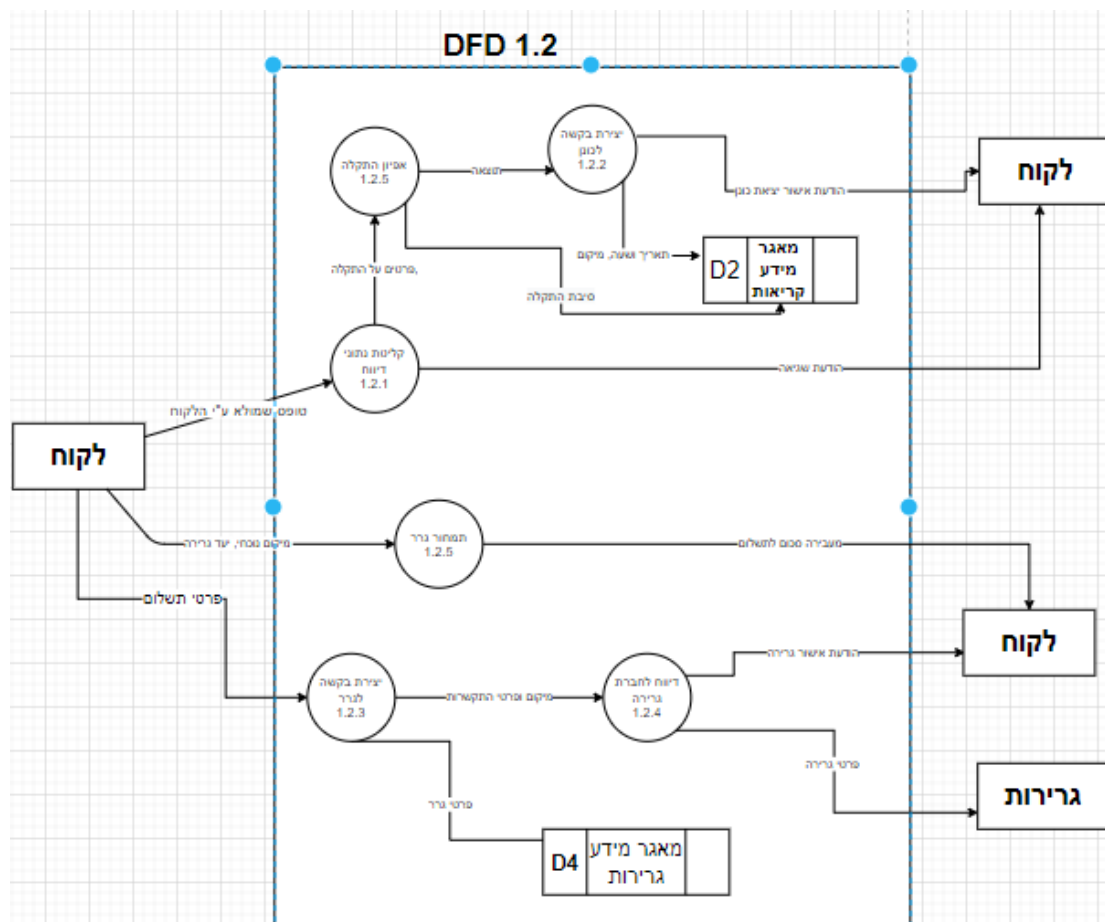 DFD 1.2
יצירת בקשה
לכונן
1.2.2
אפיון התקלה
1.2.5
תוצאה
הודעת אישור יציאת כונן
לקוח
תאריך ושעה, מיקום
D2
מאגר
מידע
קריאות
פרטים על התקלה,
סיבת התקלה
קלינות נתוני
דיווח
1.2.1
הודעת שגיאה
טופס שמולא ע"י הלקוח
לקוח
מיקום נוכחי, יעד גרירה
תמחור גרר
1.2.5
מעבירה סכום לתשלום
פרטי תשלום
לקוח
הודעת אישור גרירה
יצירת בקשה
לגרר
1.2.3
מיקום ופרטי התקשרות
דיווח לחברת
גרירה
1.2.4
פרטי גרירה
גרירות
פרטי גרר
D4
מאגר מידע
גרירות